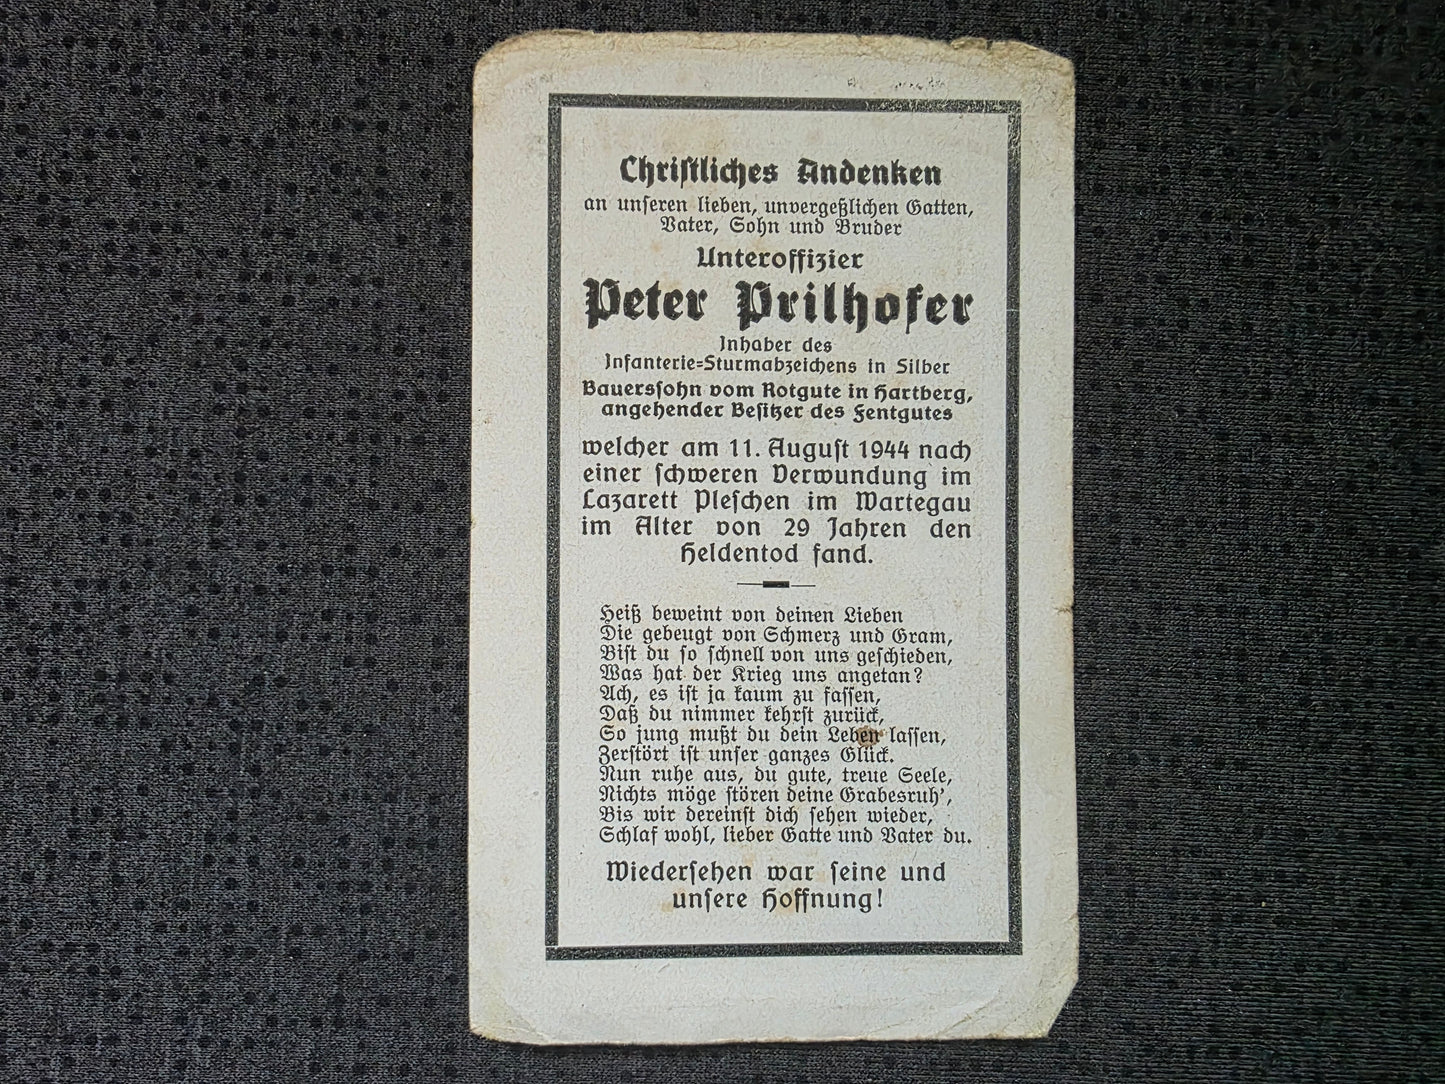 Christliches Andenken
an unseren lieben, unvergeßlichen Gatten,
Vater, Sohn und Bruder
Unteroffizier
Peter Prilhofer
Inhaber des
Infanterie=Sturmabzeichens in Silber
Bauerssohn vom Rotgute in Hartberg,
angehender Besitzer des Fentgutes
welcher am 11. August 1944 nach
einer schweren Verwundung im
Lazarett Pleschen im Wartegau
im Alter von 29 Jahren den
Heldentod fand.
Heiß beweint von deinen Lieben
Die gebeugt von Schmerz und Gram,
Bist du so schnell von uns geschieden,
Was hat der Krieg uns angetan?
Ach, es ist ja kaum zu fassen,
Daß du nimmer kehrst zurück,
So jung mußt du dein Leben lassen,
Zerstört ist unser ganzes Glück.
Nun ruhe aus, du gute, treue Seele,
Nichts möge stören deine Grabesruh',
Bis wir dereinst dich sehen wieder,
Schlaf wohl, lieber Gatte und Vater du.
Wiedersehen war seine und
unsere Hoffnung!